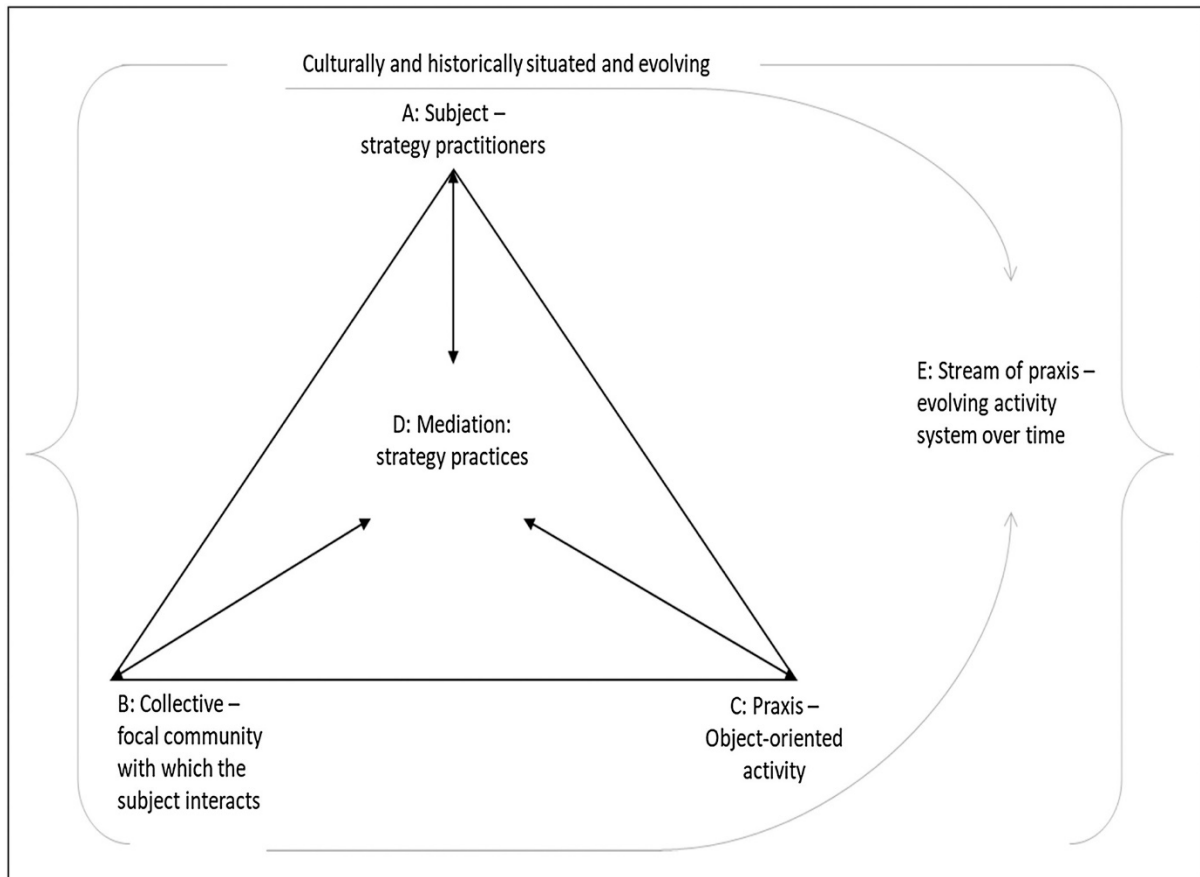 Culturally and historically situated and evolving
A: Subject –
strategy practitioners
E: Stream of praxis –
evolving activity
system over time
D: Mediation:
strategy practices
B: Collective –
focal community
with which the
subject interacts
C: Praxis –
Object-oriented
activity